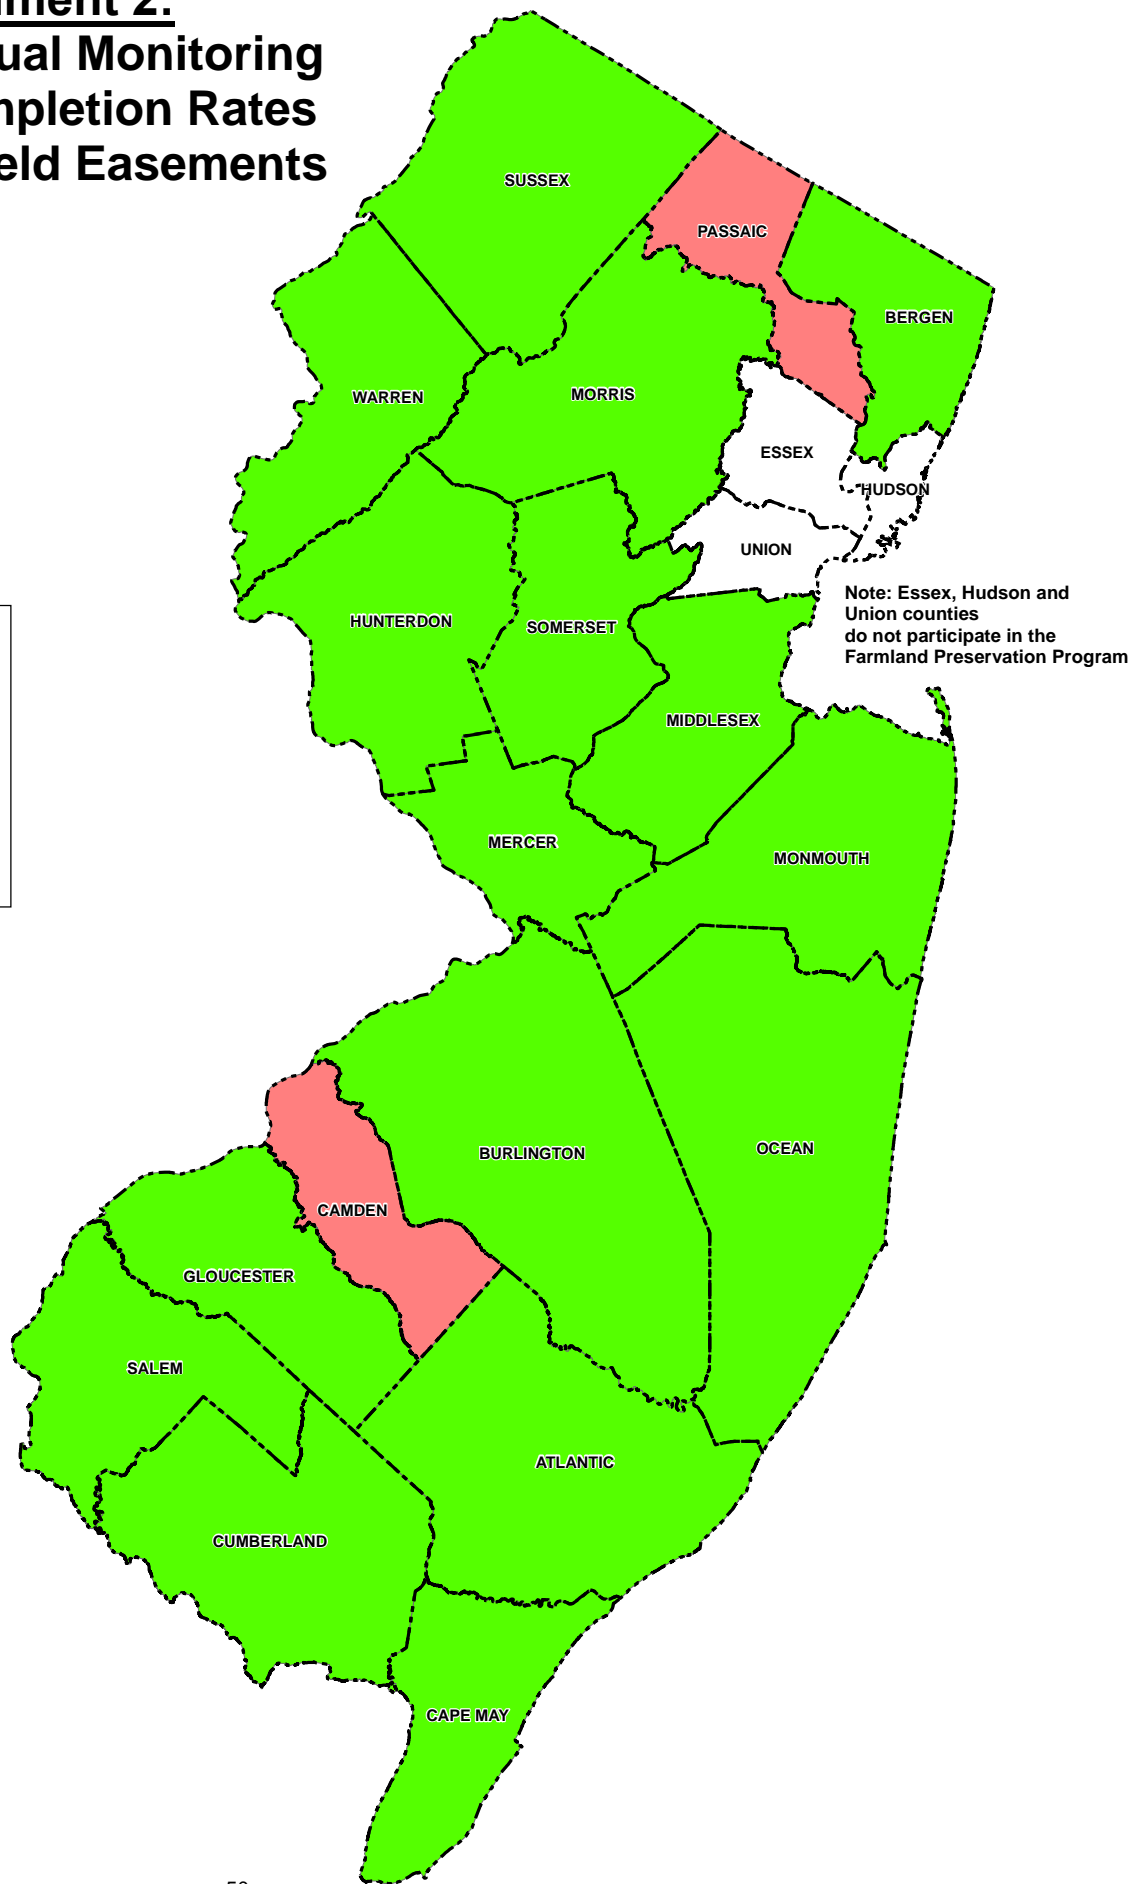 ment 2:
ual Monitoring
mpletion Rates
eld Easements
SUSSEX
PASSAIC
BERGEN
WARREN
MORRIS
ESSEX
HUDSON
UNION
Note: Essex, Hudson and
Union counties
do not participate in the
Farmland Preservation Program
HUNTERDON
SOMERSET
MIDDLESEX
MERCER
MONMOUTH
BURLINGTON
OCEAN
CAMDEN
GLOUCESTER
SALEM
ATLANTIC
CUMBERLAND
CAPE MAY